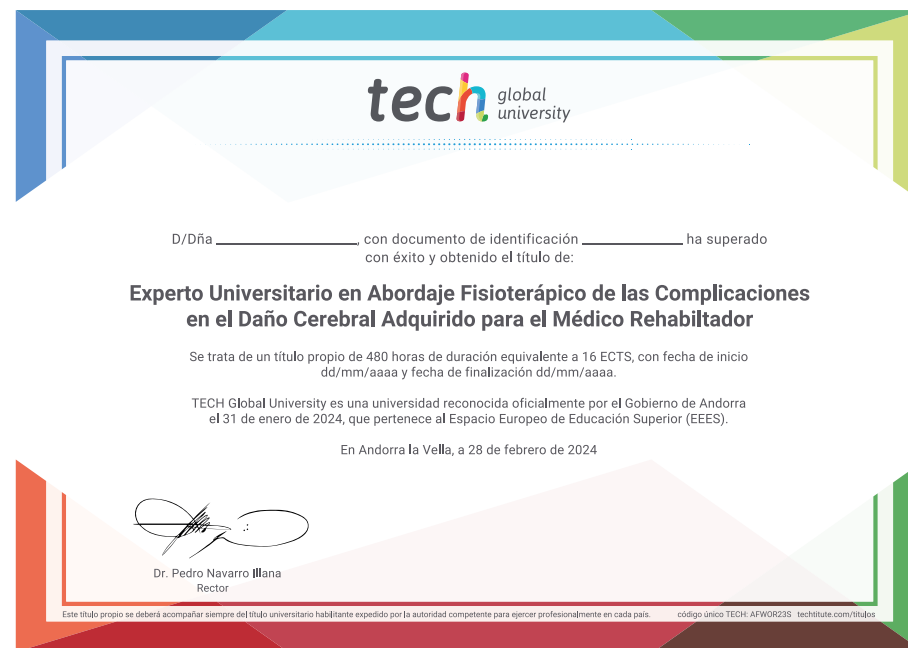 tech global university
D/Dña ________________, con documento de identificación ____________ ha superado
con éxito y obtenido el título de:
Experto Universitario en Abordaje Fisioterápico de las Complicaciones
en el Daño Cerebral Adquirido para el Médico Rehabiltador
Se trata de un título propio de 480 horas de duración equivalente a 16 ECTS, con fecha de inicio
dd/mm/aaaa y fecha de finalización dd/mm/aaaa.
TECH Global University es una universidad reconocida oficialmente por el Gobierno de Andorra
el 31 de enero de 2024, que pertenece al Espacio Europeo de Educación Superior (EEES).
En Andorra la Vella, a 28 de febrero de 2024
Dr. Pedro Navarro Illana
Rector
Este título propio se deberá acompañar siempre del título universitario habilitante expedido por la autoridad competente para ejercer profesionalmente en cada país. código único TECH: AFWOR23S techtitute.com/titulos